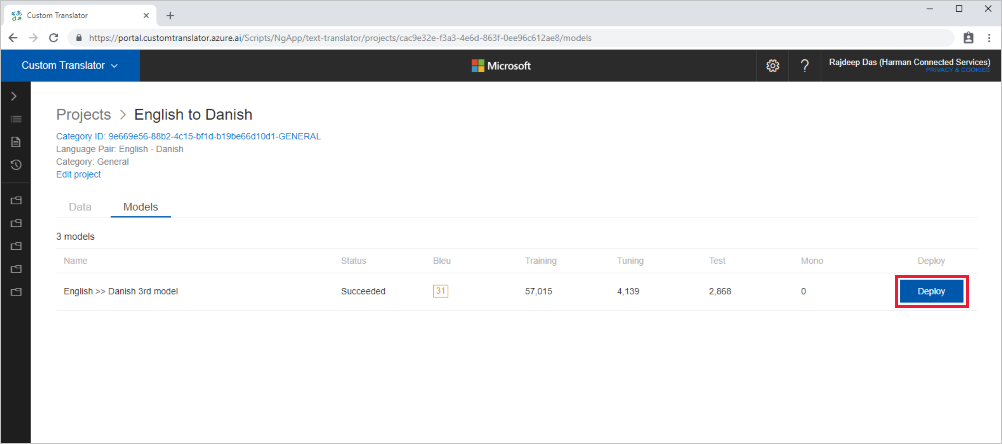 Custom Translator
https://portal.customtranslator.azure.ai/Scripts/NgApp/text-translator/projects/cac9e32e-f3a3-4e6d-863f-0ee96c612ae8/models
Custom Translator
Microsoft
?
Rajdeep Das (Harman Connected Services)
PRIVACY & COOKIES
Projects > English to Danish
Category ID: 9e669e56-88b2-4c15-bf1d-b19be66d10d1-GENERAL
Language Pair: English - Danish
Category: General
Edit project
Data Models
3 models
Name Status Bleu Training Tuning Test Mono Deploy
English >> Danish 3rd model Succeeded 31 57,015 4,139 2,868 0 Deploy